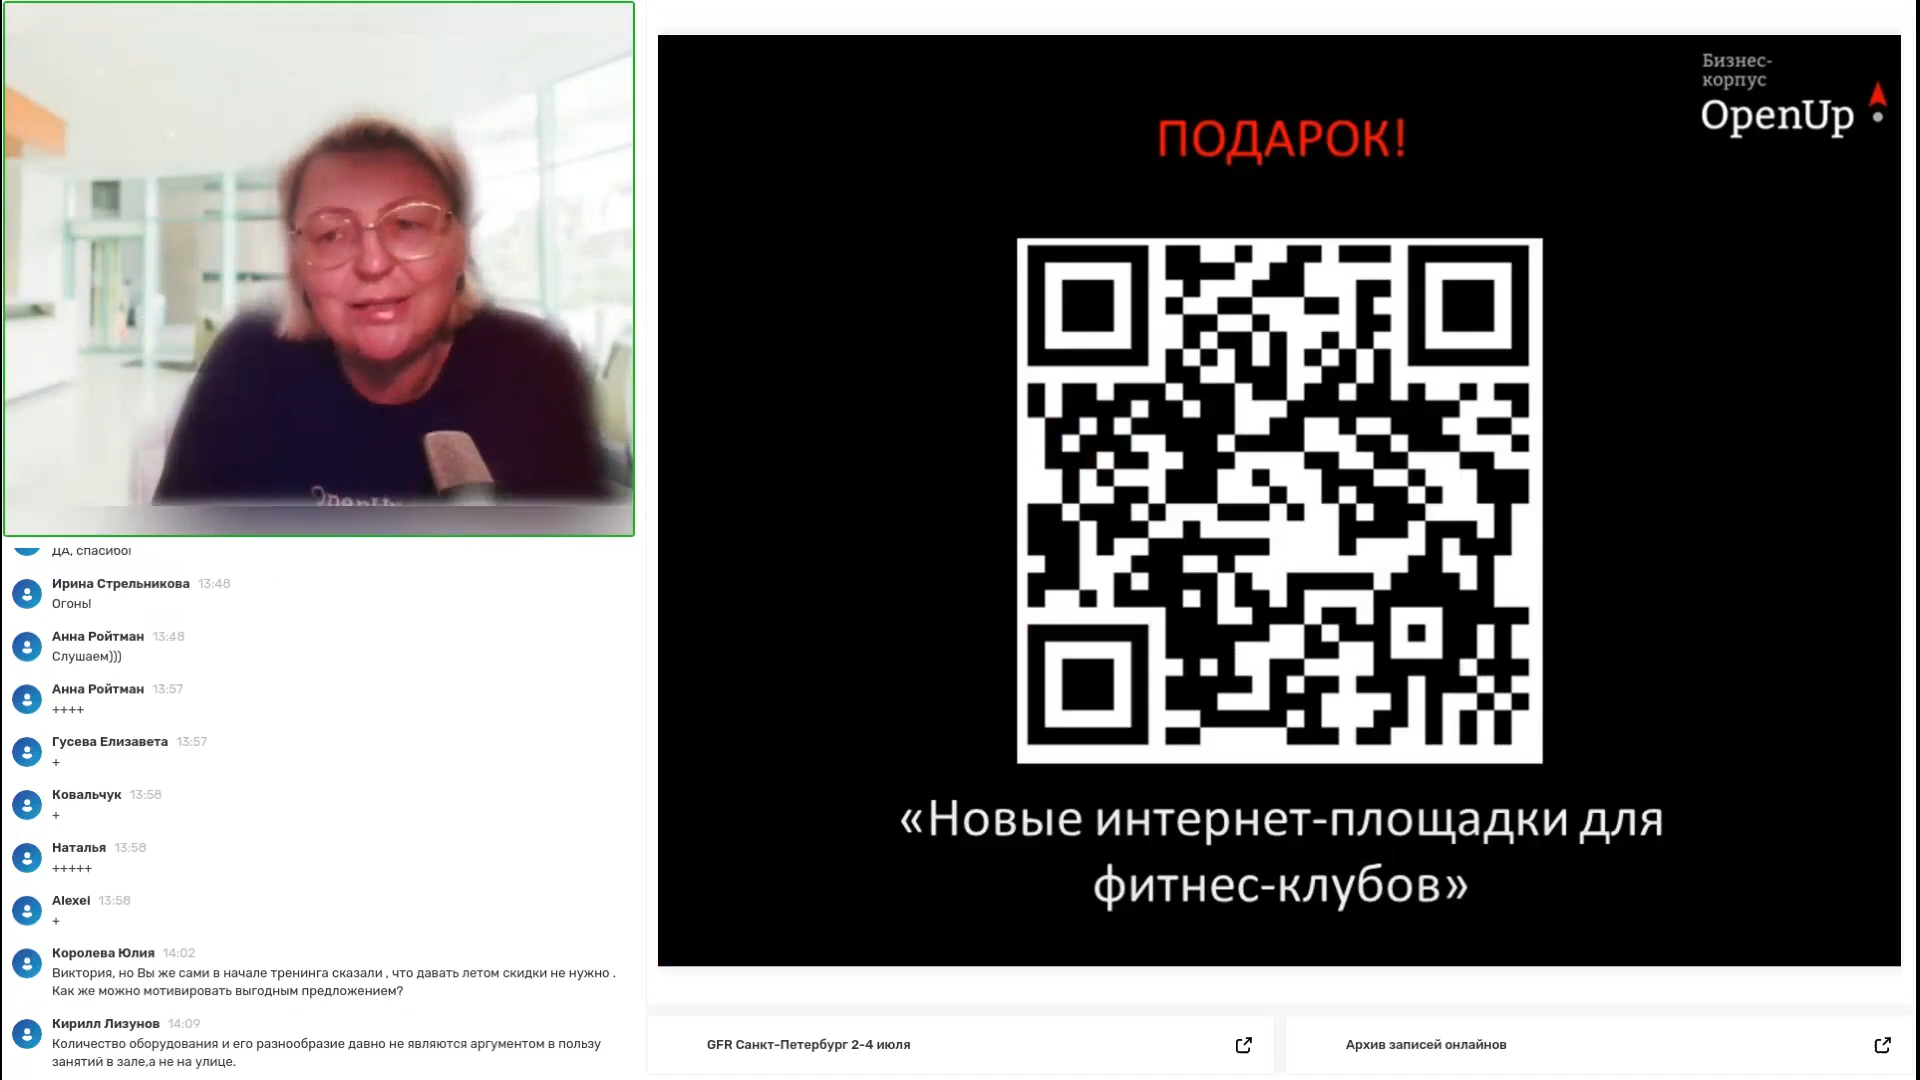 Бизнес-
корпус
OpenUp
ПОДАРОК!
«Новые интернет-площадки для
фитнес-клубов»
OpenUp
ДА, спасибо!
Ирина Стрельникова 13:48
Огонь!
Анна Ройтман 13:48
Слушаем)))
Анна Ройтман 13:57
++++
Гусева Елизавета 13:57
+
Ковальчук 13:58
+
Наталья 13:58
+++++
Alexel 13:58
+
Королева Юлия 14:02
Виктория, но Вы же сами в начале тренинга сказали , что давать летом скидки не нужно .
Как же можно мотивировать выгодным предложением?
Кирилл Лизунов 14:09
Количество оборудования и его разнообразие давно не являются аргументом в пользу
занятий в зале,а не на улице.
GFR Санкт-Петербург 2-4 июля
Архив записей онлайнов